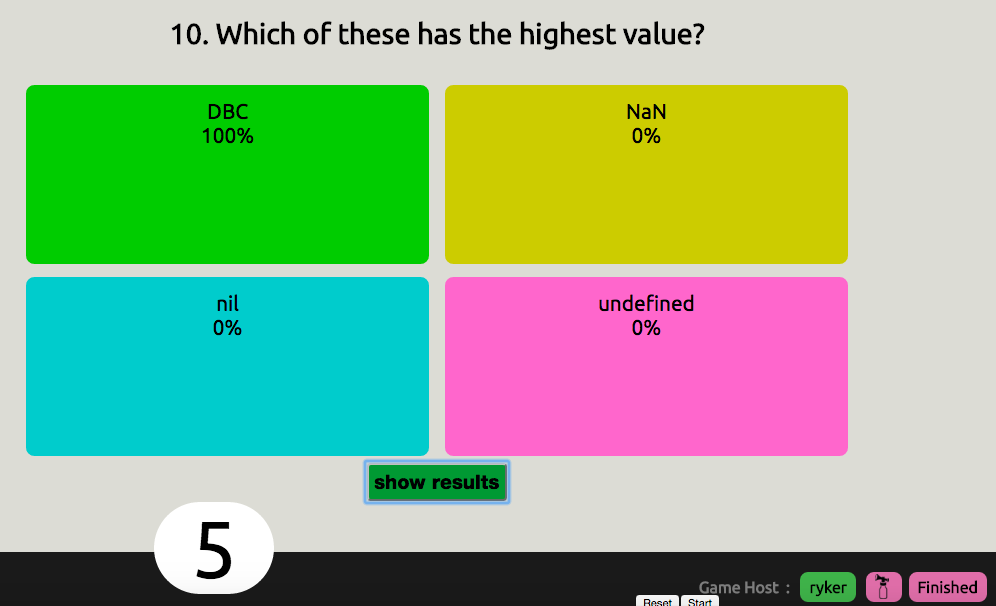 10. Which of these has the highest value?
DBC
100%
NaN
0%
nil
0%
undefined
0%
show results
5
Game Host :
ryker
Finished
Reset
Start